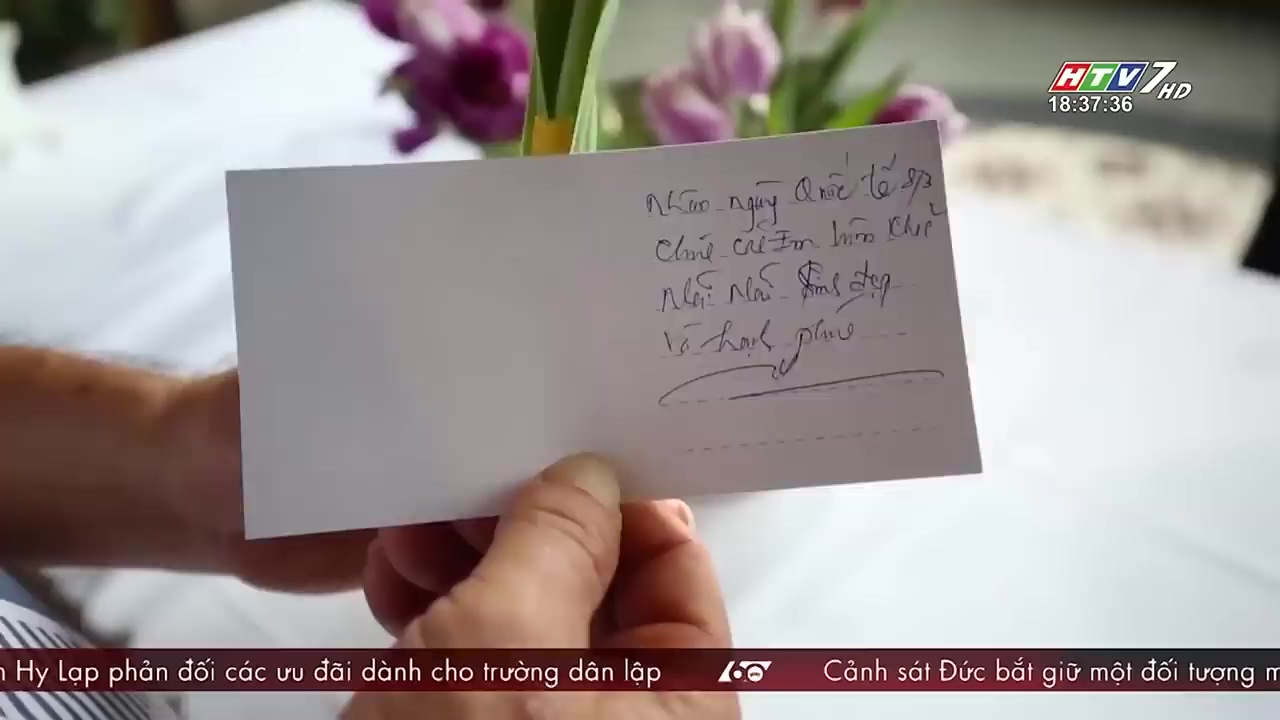 HTV7 HD
18:37:36
Nhân ngày Quốc tế 8/3
Chúc các Em luôn khỏe
xinh đẹp
và hạnh phúc
n Hy Lạp phản đối các ưu đãi dành cho trường dân lập
60 giây
Cảnh sát Đức bắt giữ một đối tượng m